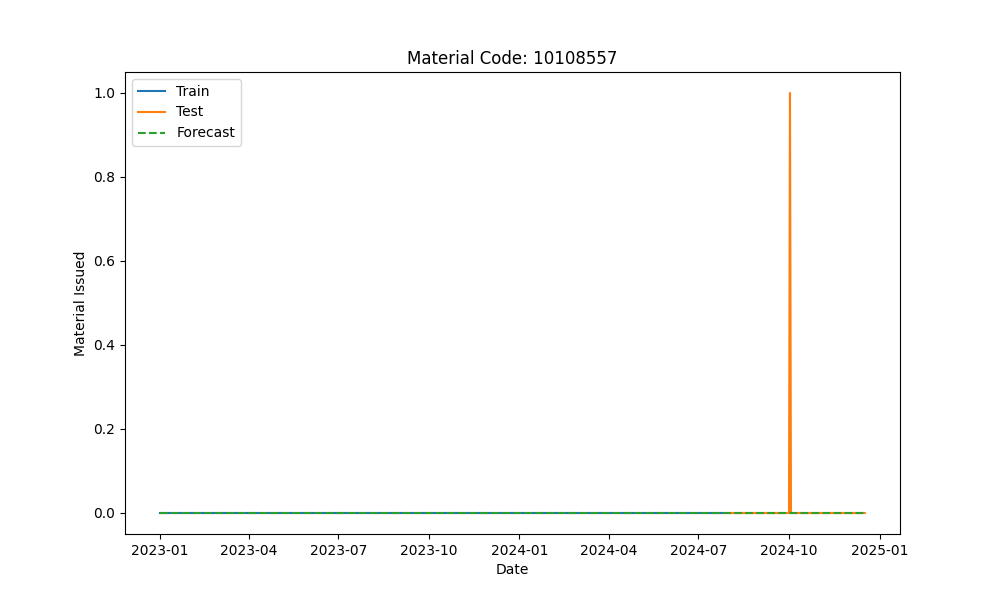 Material Code: 10108557
Train
Test
Forecast
1.0
0.8
0.6
0.4
0.2
0.0
Material Issued
2023-01 2023-04 2023-07 2023-10 2024-01 2024-04 2024-07 2024-10 2025-01
Date